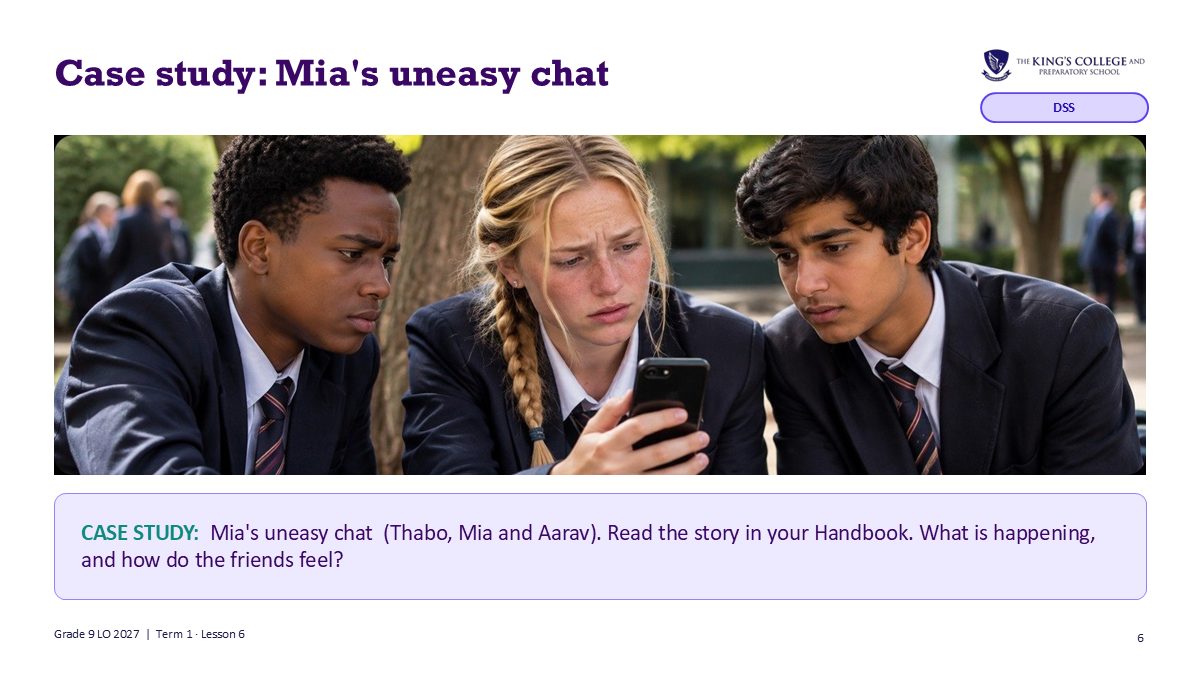 Case study: Mia's uneasy chat
THE KING'S COLLEGE AND
PREPARATORY SCHOOL
DSS
CASE STUDY: Mia's uneasy chat (Thabo, Mia and Aarav). Read the story in your Handbook. What is happening,
and how do the friends feel?
Grade 9 LO 2027 | Term 1 · Lesson 6
6